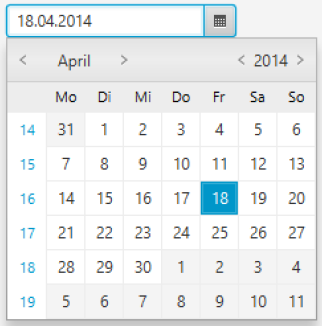 18.04.2014
< April > < 2014 >
Mo Di Mi Do Fr Sa So
14 31 1 2 3 4 5 6
15 7 8 9 10 11 12 13
16 14 15 16 17 18 19 20
17 21 22 23 24 25 26 27
18 28 29 30 1 2 3 4
19 5 6 7 8 9 10 11